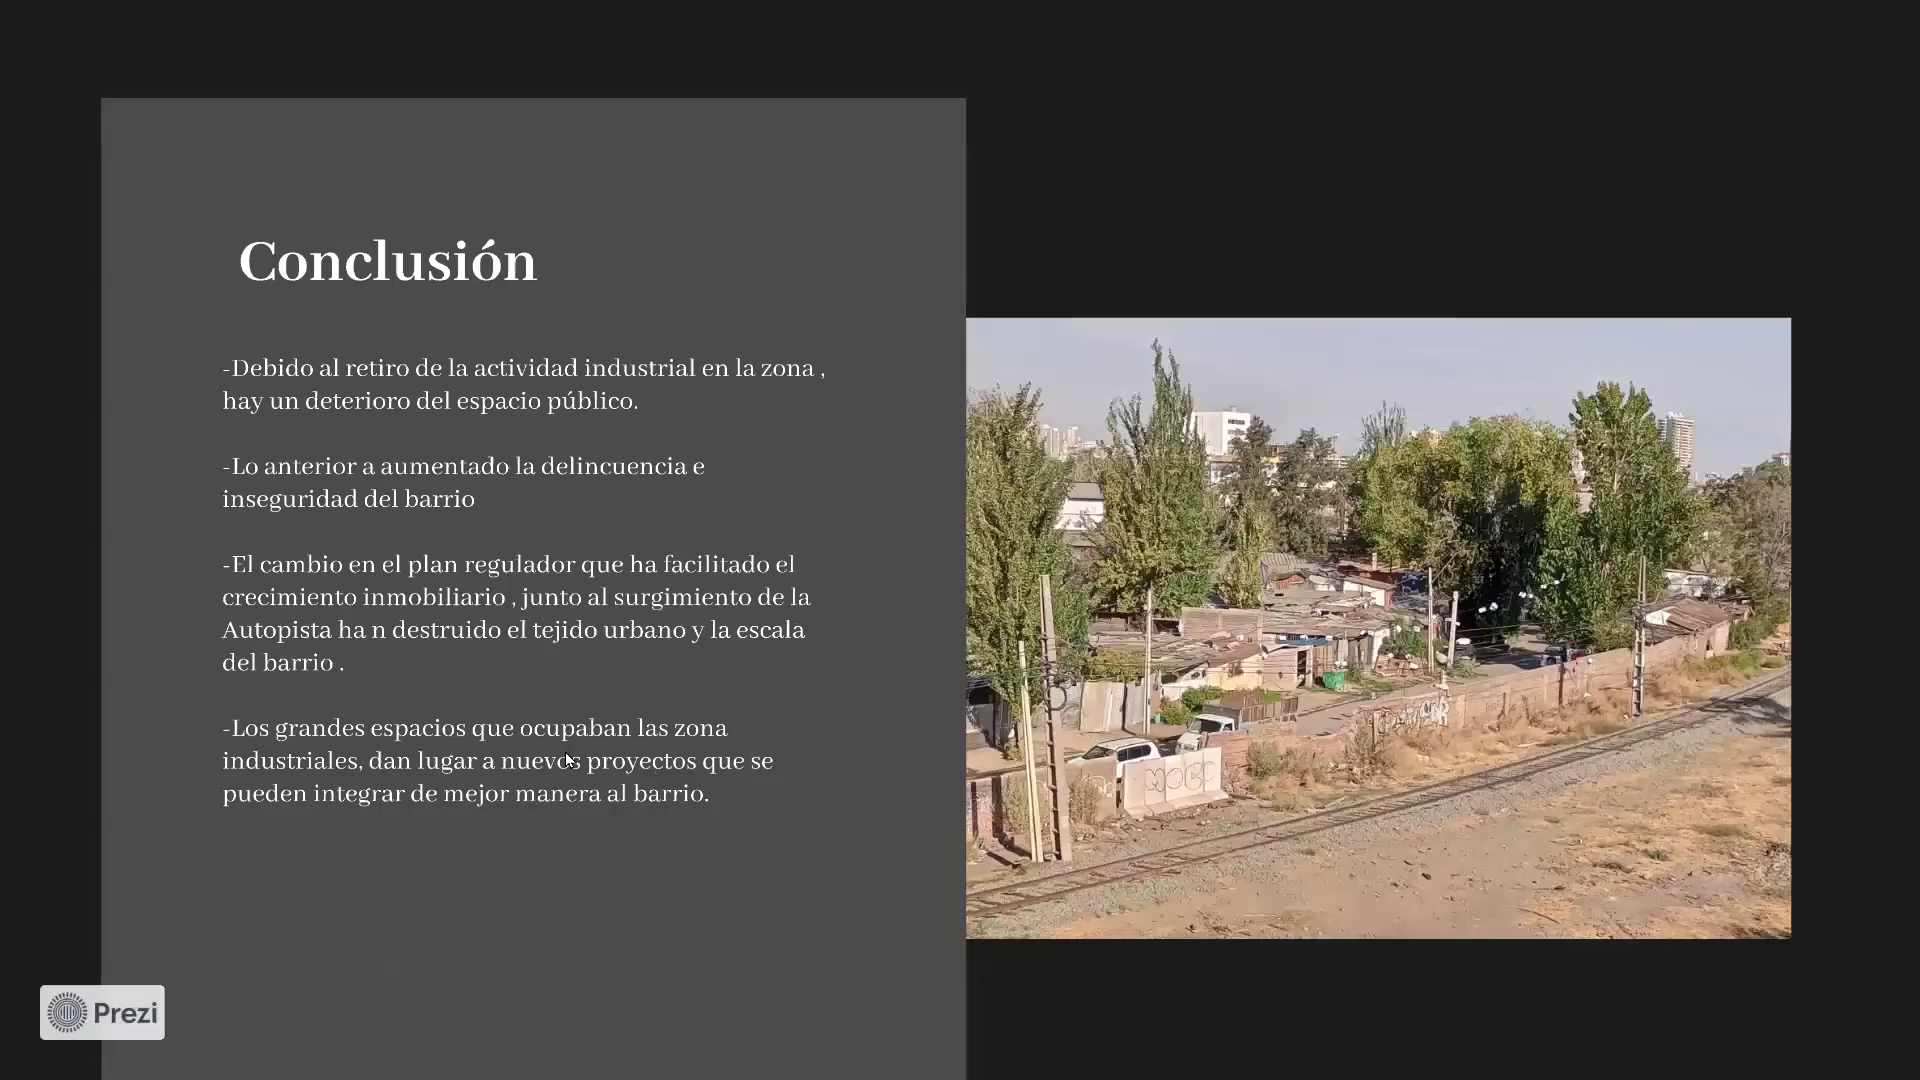 Conclusión
-Debido al retiro de la actividad industrial en la zona ,
hay un deterioro del espacio público.
-Lo anterior a aumentado la delincuencia e
inseguridad del barrio
-El cambio en el plan regulador que ha facilitado el
crecimiento inmobiliario , junto al surgimiento de la
Autopista ha n destruido el tejido urbano y la escala
del barrio .
-Los grandes espacios que ocupaban las zona
industriales, dan lugar a nuevos proyectos que se
pueden integrar de mejor manera al barrio.
Prezi